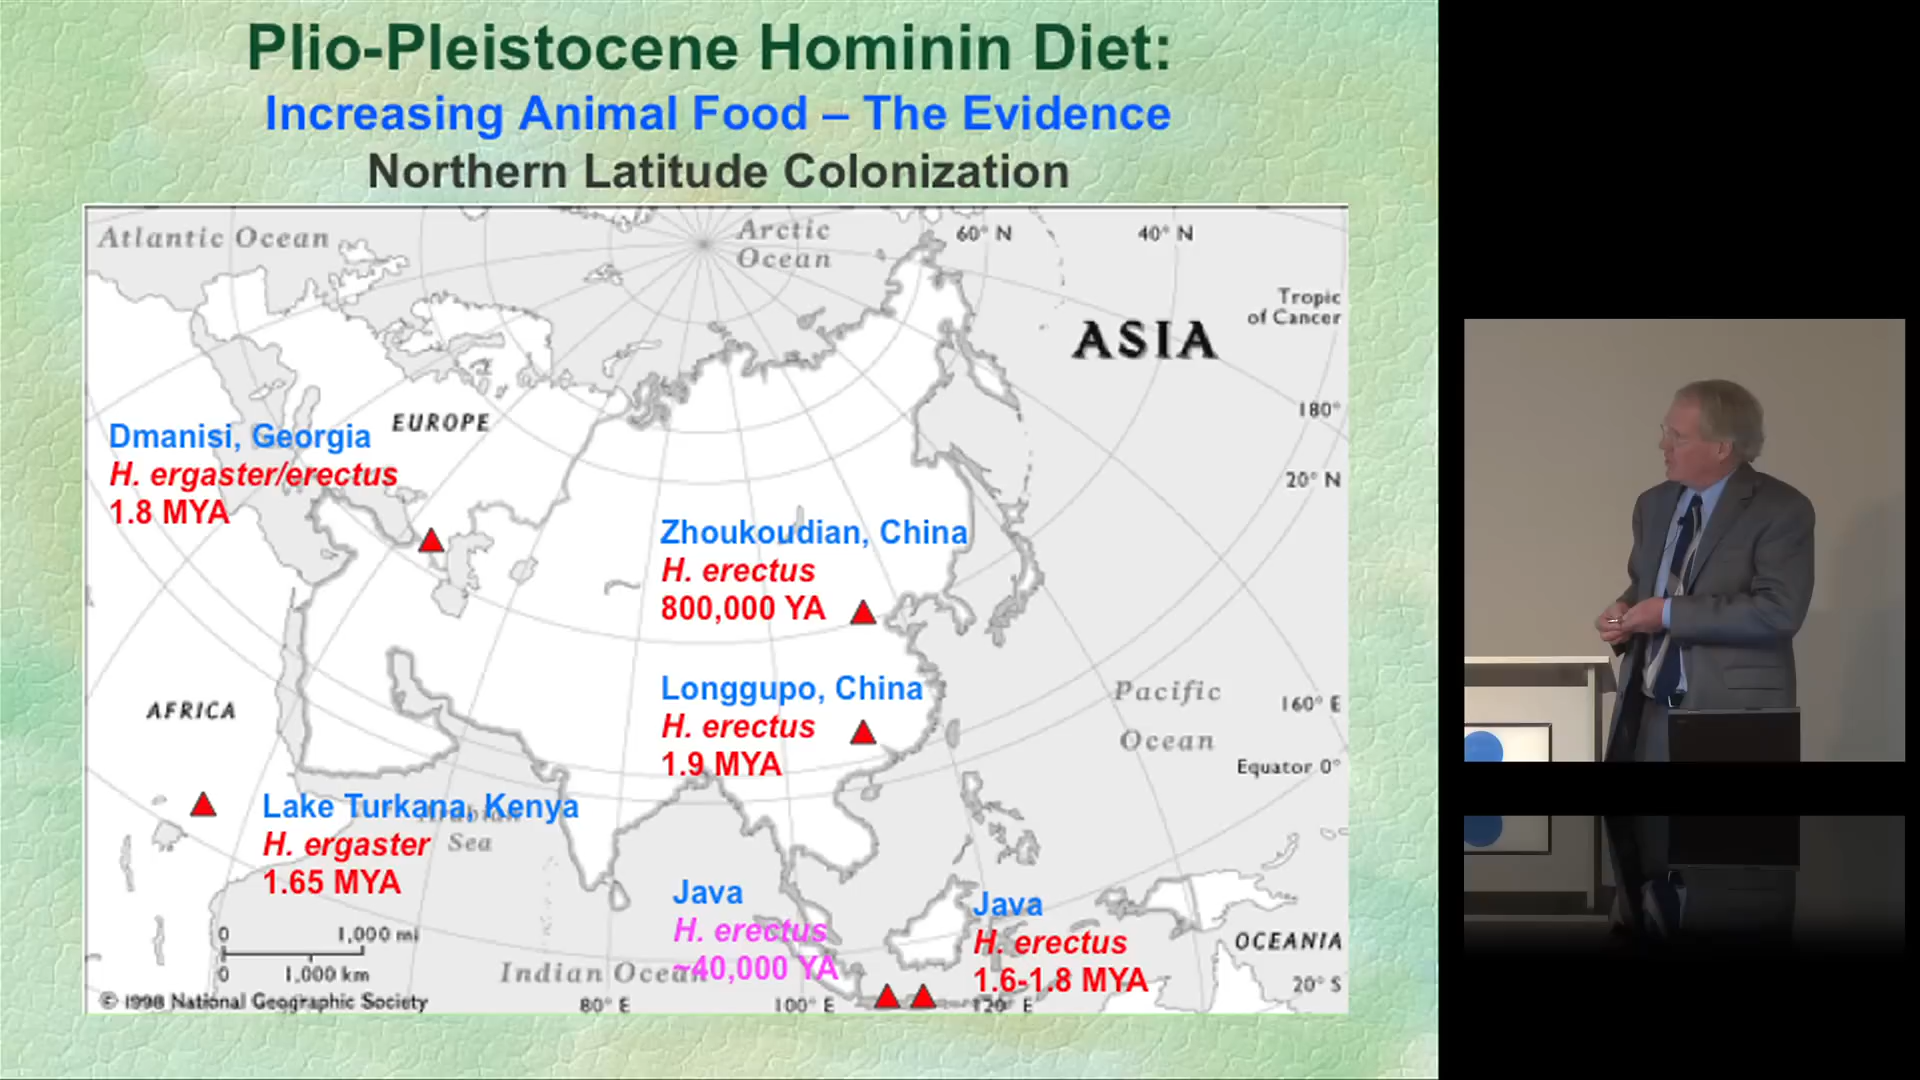 Plio-Pleistocene Hominin Diet:
Increasing Animal Food – The Evidence
Northern Latitude Colonization
Atlantic Ocean
Arctic
Ocean
60° N
40° N
Tropic
of Cancer
ASIA
180°
EUROPE
Dmanisi, Georgia
H. ergaster/erectus
1.8 MYA
20° N
Zhoukoudian, China
H. erectus
800,000 YA
Longgupo, China
H. erectus
1.9 MYA
Pacific
Ocean
160° E
Equator 0°
AFRICA
Lake Turkana, Kenya
H. ergaster
1.65 MYA
Arabian
Sea
Java
H. erectus
~40,000 YA
Java
H. erectus
1.6-1.8 MYA
OCEANIA
0 1,000 mi
0 1,000 km
Indian Ocean
20° S
© 1998 National Geographic Society
80° E
100° E
120° E